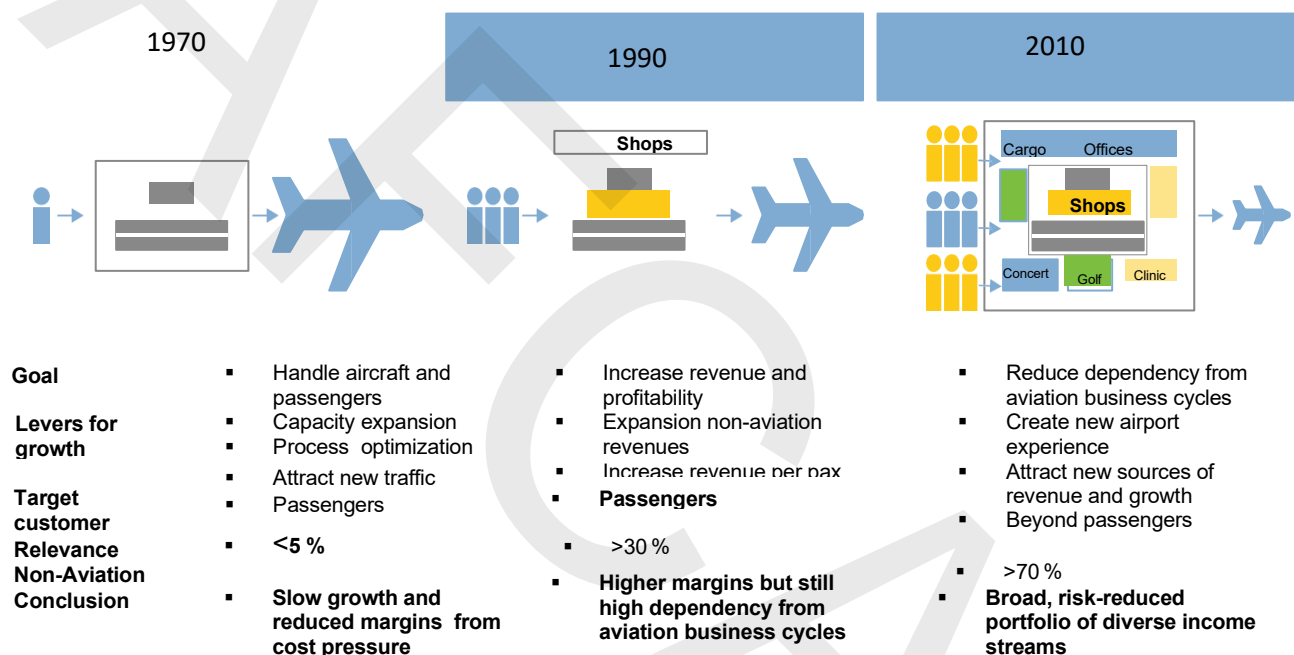 1970
1990
2010
Shops
Cargo Offices
Shops
Concert
Golf
Clinic
Goal
▪ Handle aircraft and
passengers
▪ Increase revenue and
profitability
▪ Reduce dependency from
aviation business cycles
Levers for
growth
▪ Capacity expansion
▪ Process optimization
▪ Attract new traffic
▪ Expansion non-aviation
revenues
▪ Increase revenue per pax
▪ Create new airport
experience
▪ Attract new sources of
revenue and growth
Target
customer
▪ Passengers
▪ Passengers
▪ Beyond passengers
Relevance
Non-Aviation
▪ <5 %
▪ >30 %
▪ >70 %
Conclusion
▪ Slow growth and
reduced margins from
cost pressure
▪ Higher margins but still
high dependency from
aviation business cycles
▪ Broad, risk-reduced
portfolio of diverse income
streams